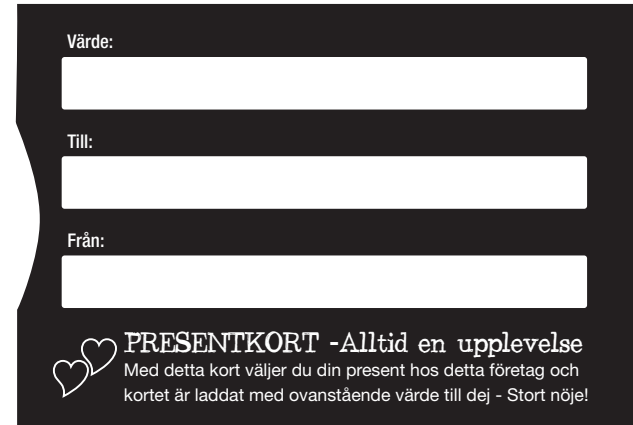 Värde:
Till:
Från:
PRESENTKORT -Alltid en upplevelse
Med detta kort väljer du din present hos detta företag och
kortet är laddat med ovanstående värde till dej - Stort nöje!